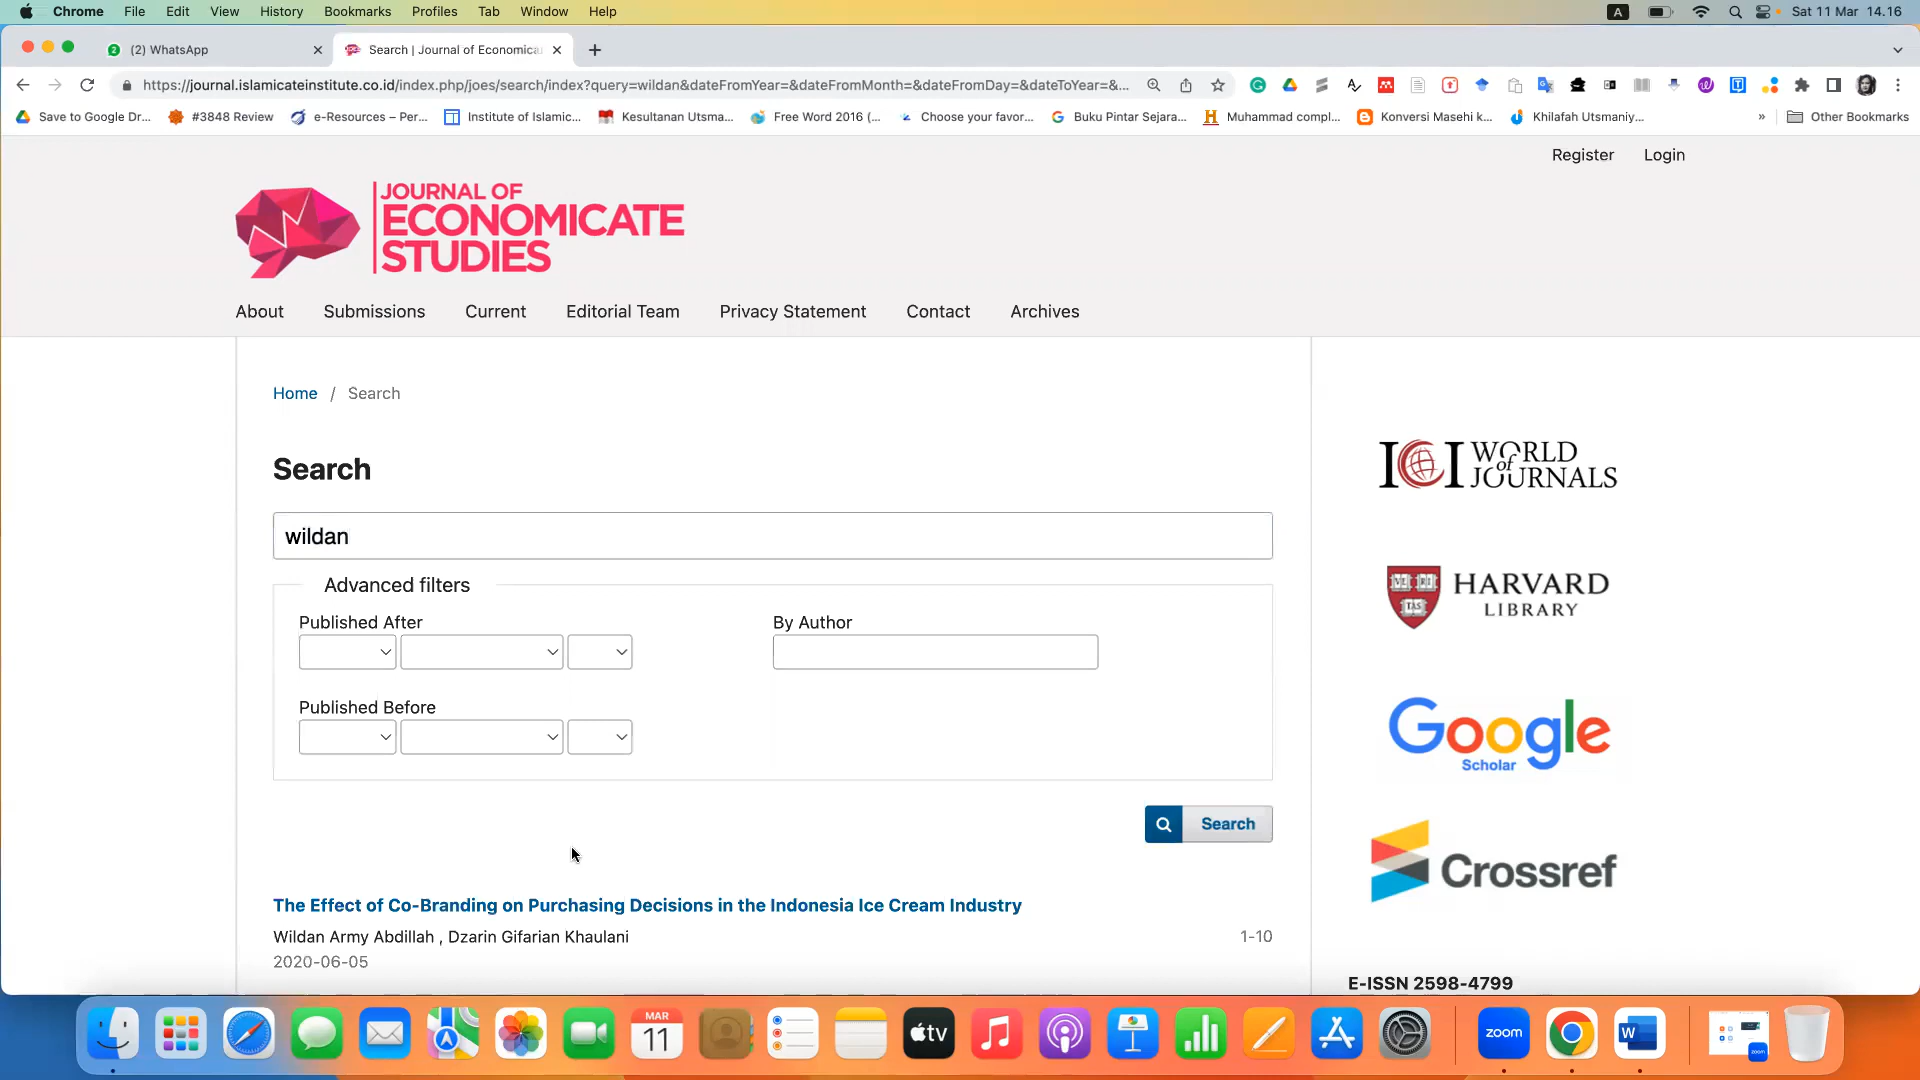 Chrome File Edit View History Bookmarks Profiles Tab Window Help A Sat 11 Mar 14.16
(2) WhatsApp
Search | Journal of Economica
https://journal.islamicateinstitute.co.id/index.php/joes/search/index?query=wildan&dateFromYear=&dateFromMonth=&dateFromDay=&dateToYear=&...
Save to Google Dr... #3848 Review e-Resources – Per... Institute of Islamic... Kesultanan Utsma... Free Word 2016 (... Choose your favor... Buku Pintar Sejara... Muhammad compl... Konversi Masehi k... Khilafah Utsmaniy... » Other Bookmarks
Register Login
JOURNAL OF
ECONOMICATE
STUDIES
About Submissions Current Editorial Team Privacy Statement Contact Archives
Home / Search
Search
wildan
Advanced filters
Published After
By Author
Published Before
Search
The Effect of Co-Branding on Purchasing Decisions in the Indonesia Ice Cream Industry
Wildan Army Abdillah , Dzarin Gifarian Khaulani 1-10
2020-06-05
ICI WORLD of JOURNALS
VE RI TAS
HARVARD
LIBRARY
Google
Scholar
Crossref
E-ISSN 2598-4799
MAR
11
tv
zoom
W
zoom